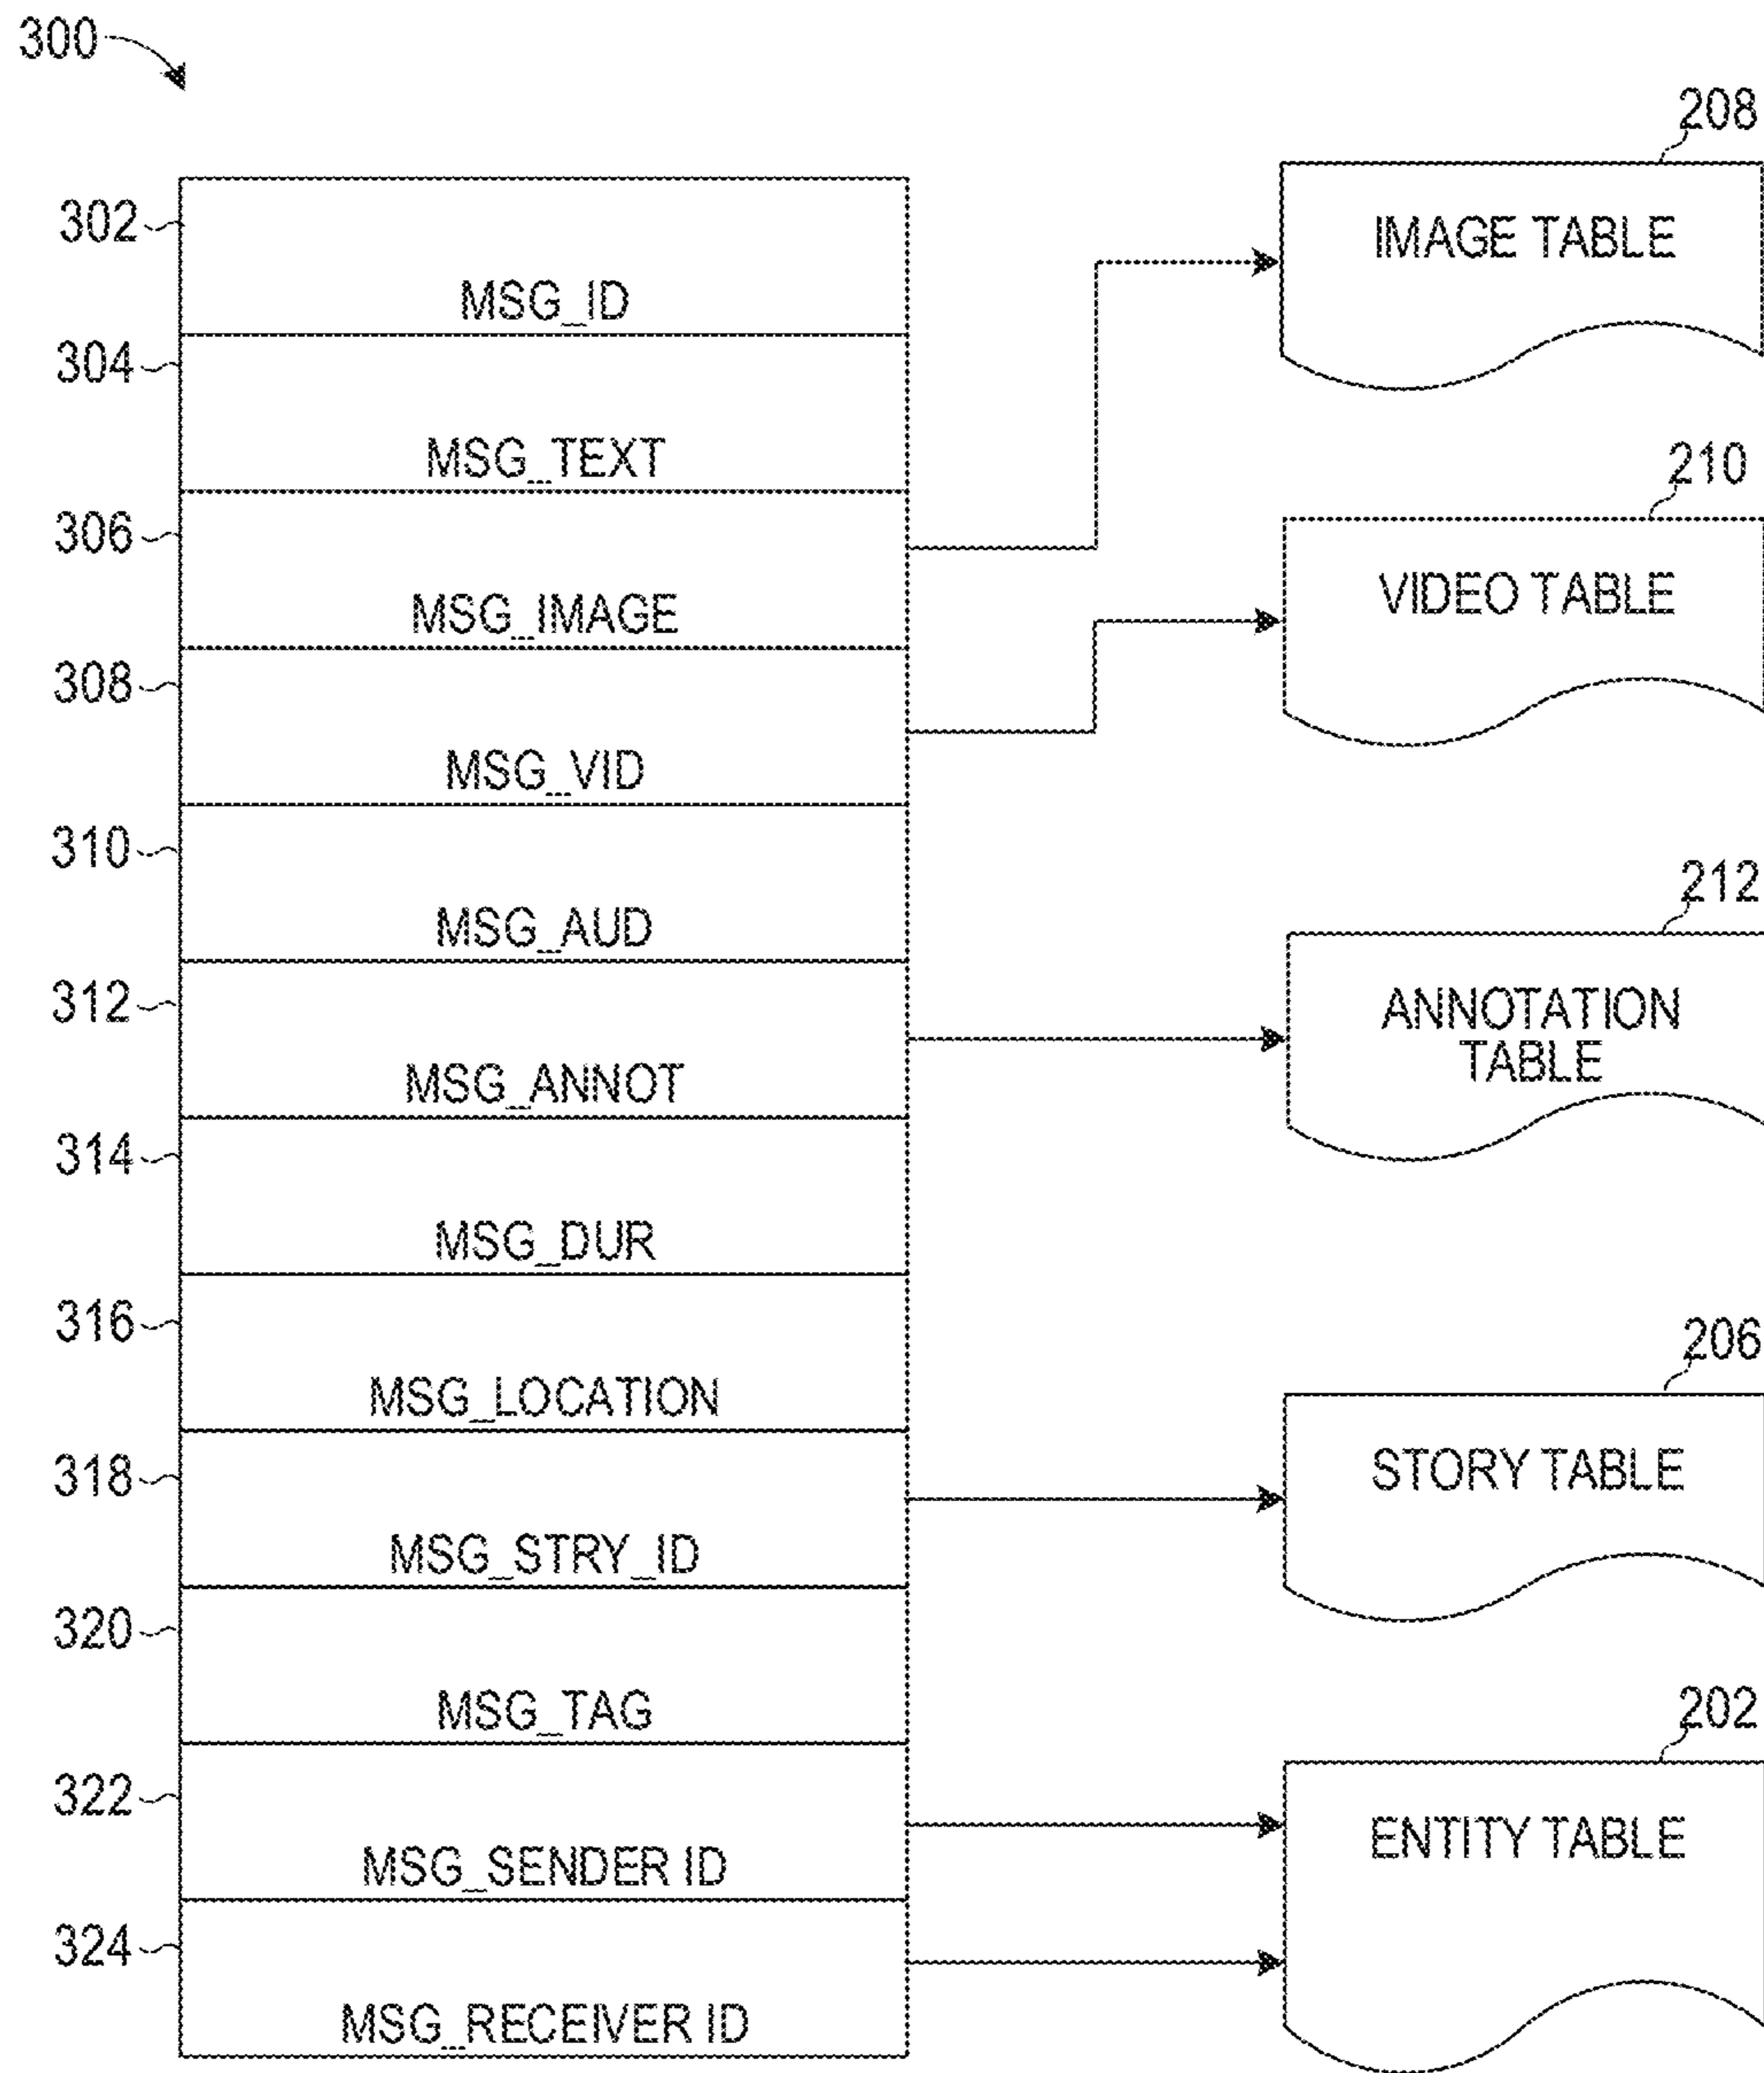 300
208
302
IMAGE TABLE
MSG_ID
304
MSG_TEXT
210
306
VIDEO TABLE
MSG_IMAGE
308
MSG_VID
310
212
MSG_AUD
312
ANNOTATION
TABLE
MSG_ANNOT
314
MSG_DUR
316
206
MSG_LOCATION
318
STORY TABLE
MSG_STRY_ID
320
MSG_TAG
202
322
ENTITY TABLE
MSG_SENDER ID
324
MSG_RECEIVER ID